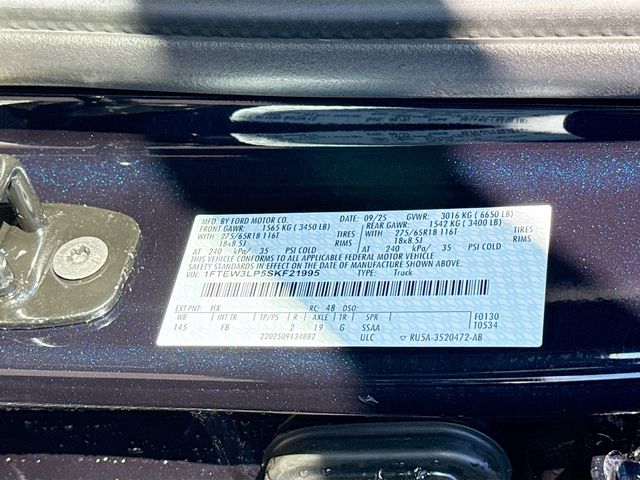 MFD. BY FORD MOTOR CO. DATE: 09/25 GVWR: 3016 KG ( 6650 LB)
FRONT GAWR: 1565 KG ( 3450 LB) REAR GAWR: 1542 KG ( 3400 LB)
WITH 275/65R18 116T TIRES WITH 275/65R18 116T TIRES
18x8.5J RIMS 18x8.5J RIMS
AT 240 kPa/ 35 PSI COLD AT 240 kPa/ 35 PSI COLD
THIS VEHICLE CONFORMS TO ALL APPLICABLE FEDERAL MOTOR VEHICLE
SAFETY STANDARDS IN EFFECT ON THE DATE OF MANUFACTURE SHOWN ABOVE.
VIN: 1FTEW3LP5SKF21995 TYPE: Truck
EXT PNT: HX RC: 48 DSO: F0130
WB INT TR TP/PS R AXLE TR SPR T0534
145 FB 2 19 G SSAA
2202509134882 ULC ▽ RU5A-3520472-AB